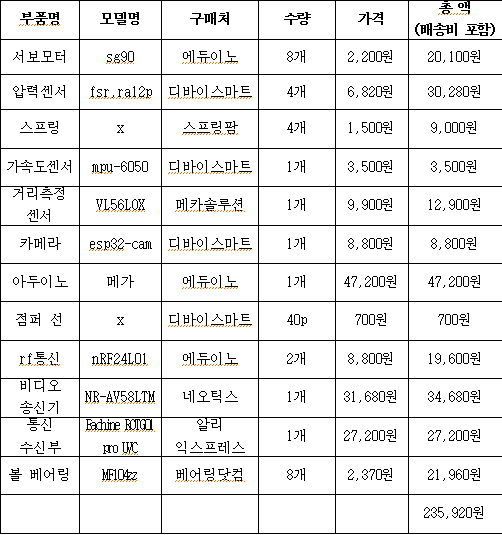 부품명 모델명 구매처 수량 가격 총 액
(배송비 포함)
서보모터 sg90 에듀이노 8개 2,200원 20,100원
압력센서 fsr,ra12p 디바이스마트 4개 6,820원 30,280원
스프링 x 스프링팜 4개 1,500원 9,000원
가속도센서 mpu-6050 디바이스마트 1개 3,500원 3,500원
거리측정
센서 VL56L0X 메카솔루션 1개 9,900원 12,900원
카메라 esp32-cam 디바이스마트 1개 8,800원 8,800원
아두이노 메가 에듀이노 1개 47,200원 47,200원
점퍼 선 x 디바이스마트 40p 700원 700원
rf통신 nRF24L01 에듀이노 2개 8,800원 19,600원
비디오
송신기 NR-AV58LTM 네오틱스 1개 31,680원 34,680원
통신 Eachine ROTG01 알리
수신부 pro UVC 익스프레스 1개 27,200원 27,200원
볼 베어링 MF104zz 베어링닷컴 8개 2,370원 21,960원
235,920원